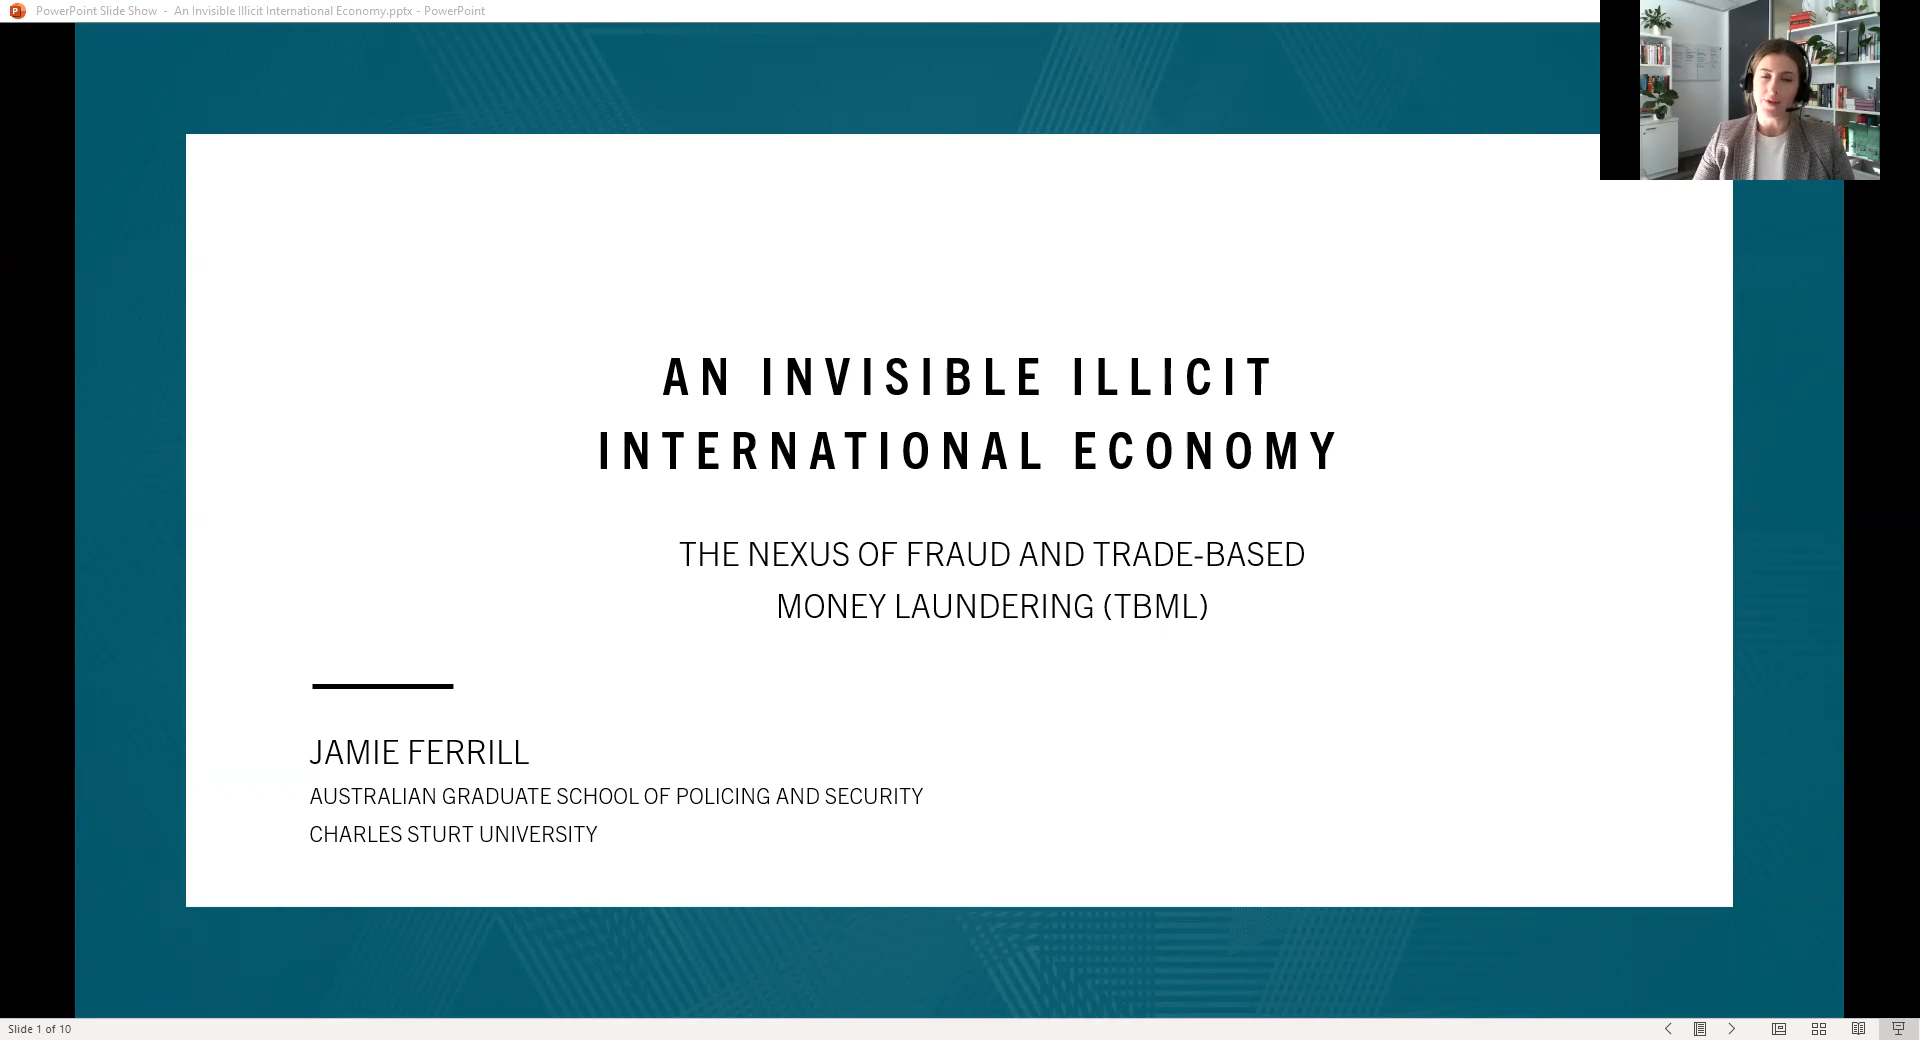 PowerPoint Slide Show - An Invisible Illicit International Economy.pptx - PowerPoint
AN INVISIBLE ILLICIT
INTERNATIONAL ECONOMY
THE NEXUS OF FRAUD AND TRADE-BASED
MONEY LAUNDERING (TBML)
JAMIE FERRILL
AUSTRALIAN GRADUATE SCHOOL OF POLICING AND SECURITY
CHARLES STURT UNIVERSITY
Slide 1 of 10